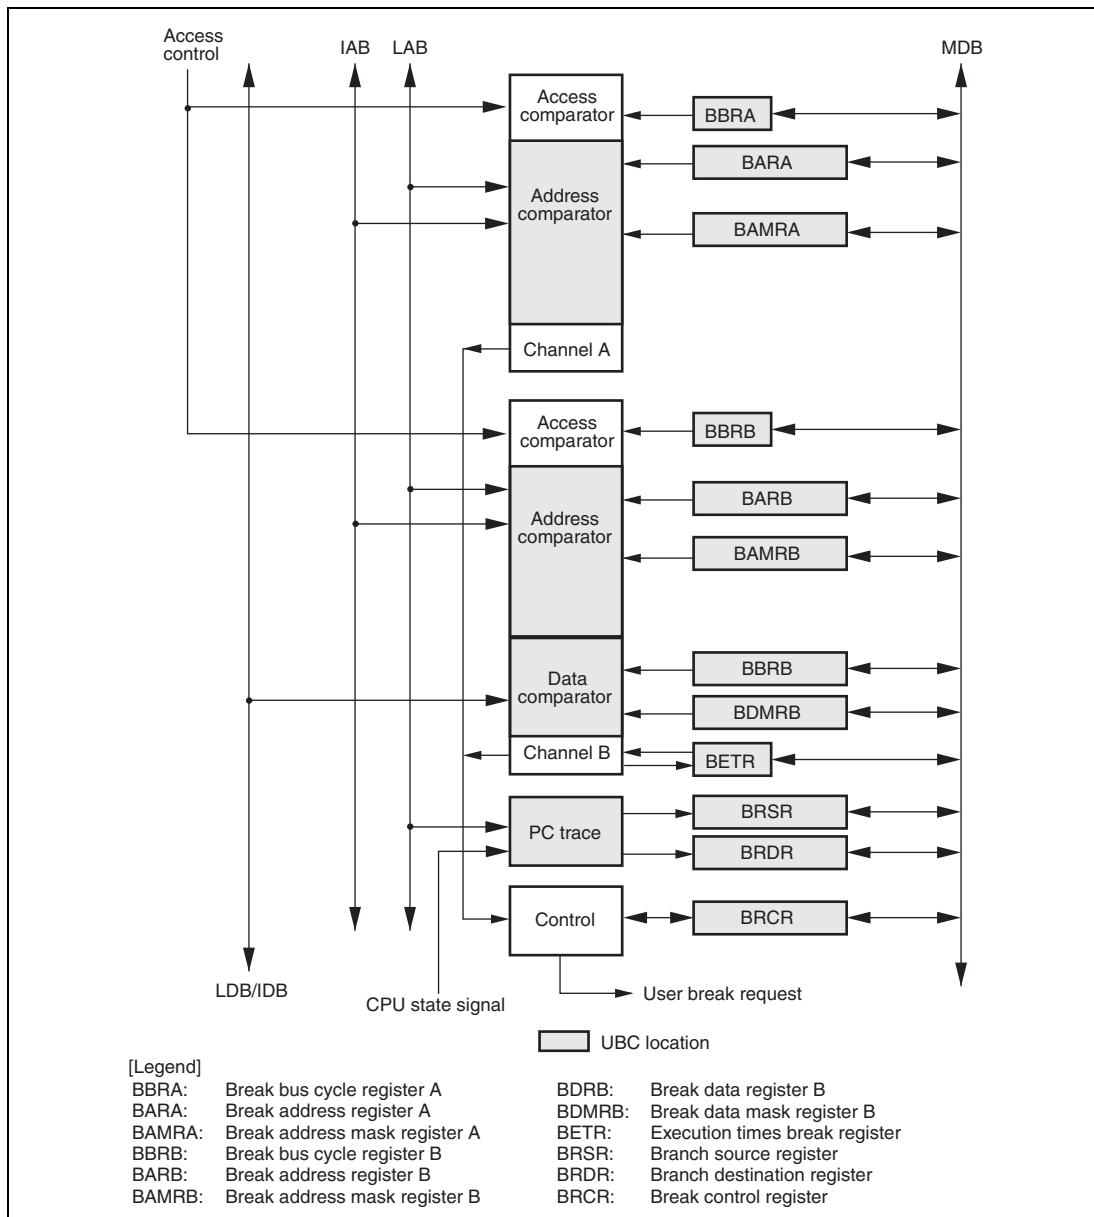 Access
control
IAB
LAB
MDB
Access
comparator
BBRA
BARA
Address
comparator
BAMRA
Channel A
Access
comparator
BBRB
BARB
Address
comparator
BAMRB
BBRB
Data
comparator
BDMRB
Channel B
BETR
BRSR
PC trace
BRDR
Control
BRCR
LDB/IDB
CPU state signal
User break request
UBC location
[Legend]
BBRA: Break bus cycle register A
BARA: Break address register A
BAMRA: Break address mask register A
BBRB: Break bus cycle register B
BARB: Break address register B
BAMRB: Break address mask register B
BDRB: Break data register B
BDMRB: Break data mask register B
BETR: Execution times break register
BRSR: Branch source register
BRDR: Branch destination register
BRCR: Break control register